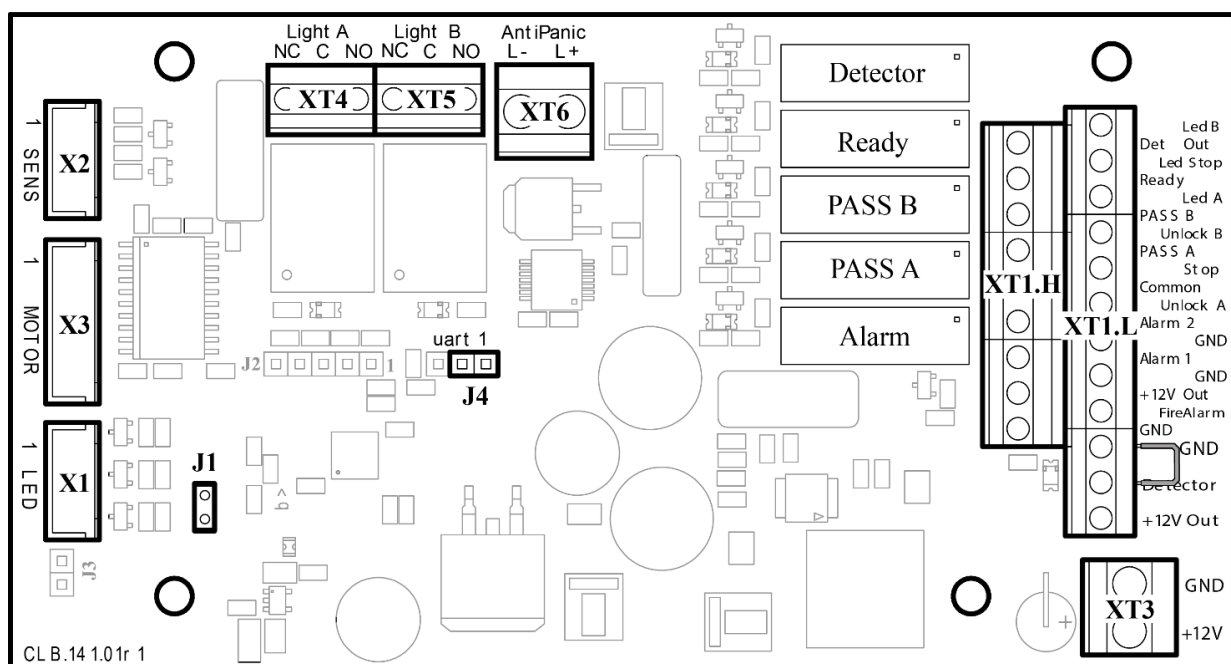 Light A
Light B
AntiPanic
NC C NO
NC C NO
L- L+
XT4
XT5
XT6
Detector
Ready
PASS B
PASS A
Alarm
1
SENS
X2
1
MOTOR
X3
1
LED
X1
J1
J2
1
uart 1
J4
J3
b^
XT1.H
XT1.L
Led B
Det Out
Led Stop
Ready
Led A
PASS B
Unlock B
PASS A
Stop
Common
Unlock A
Alarm 2
GND
Alarm 1
GND
+12V Out
FireAlarm
GND
GND
Detector
+12V Out
XT3
GND
+12V
+
CL B.14 1.01r 1